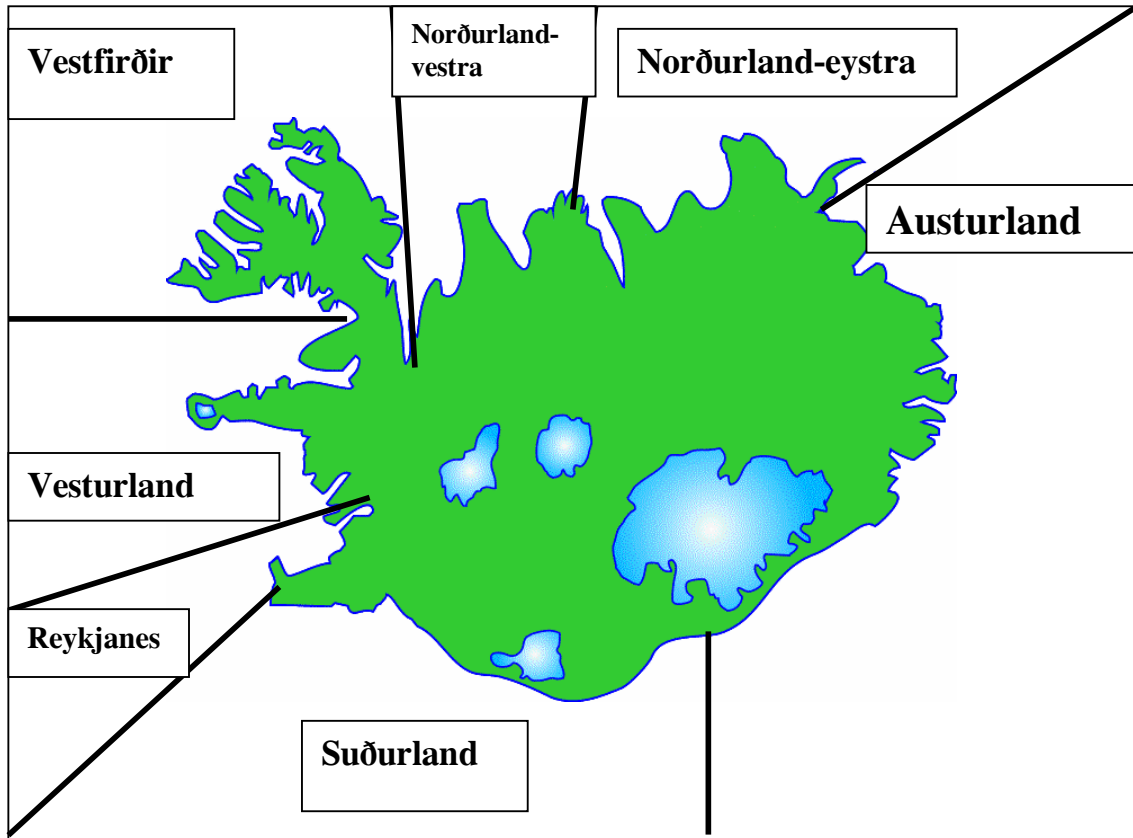 Vestfirðir
Norðurland-
vestra
Norðurland-eystra
Austurland
Vesturland
Reykjanes
Suðurland